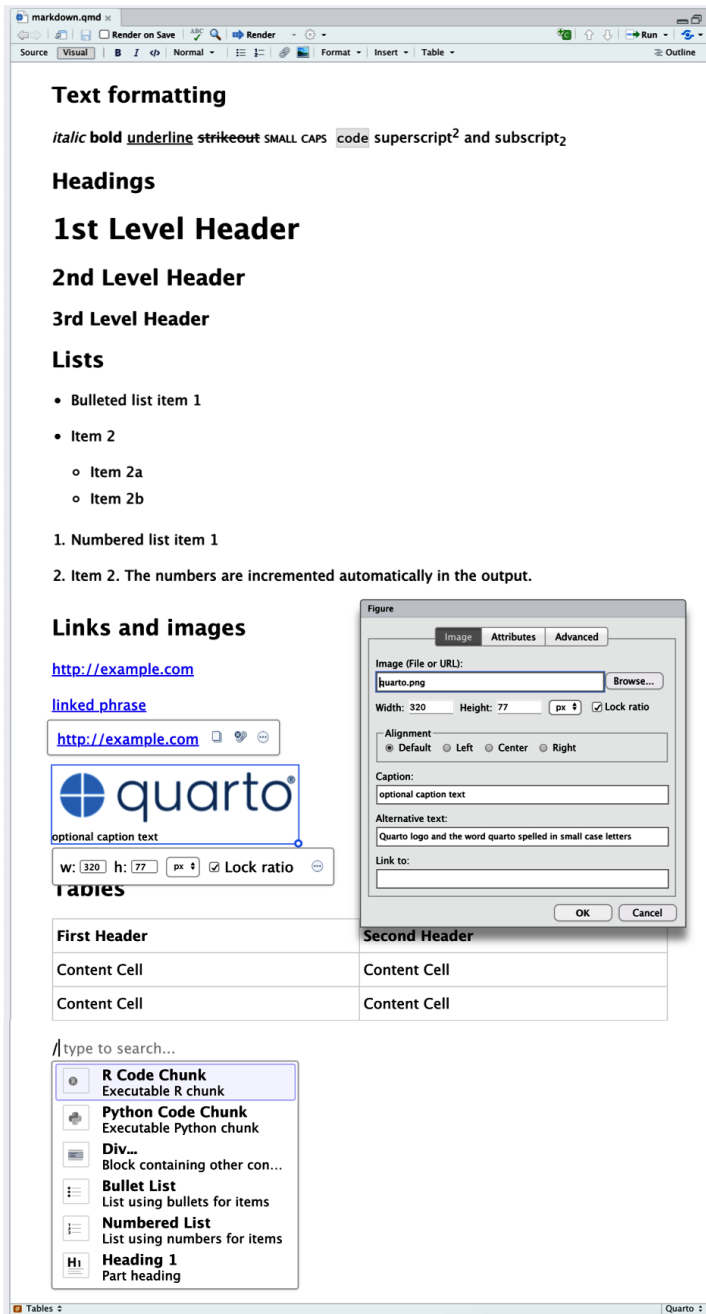 markdown.qmd ×
Render on Save ABC Render Run
Source Visual B I </> Normal Format Insert Table Outline
Text formatting
italic bold underline strikeout SMALL CAPS code superscript2 and subscript2
Headings
1st Level Header
2nd Level Header
3rd Level Header
Lists
• Bulleted list item 1
• Item 2
Item 2a
Item 2b
1. Numbered list item 1
2. Item 2. The numbers are incremented automatically in the output.
Links and images
http://example.com
linked phrase
http://example.com
quarto®
optional caption text
w: 320 h: 77 px Lock ratio
Figure
Image Attributes Advanced
Image (File or URL):
quarto.png Browse...
Width: 320 Height: 77 px Lock ratio
Alignment
Default Left Center Right
Caption:
optional caption text
Alternative text:
Quarto logo and the word quarto spelled in small case letters
Link to:
OK Cancel
Tables
First Header Second Header
Content Cell Content Cell
Content Cell Content Cell
/type to search...
R Code Chunk
Executable R chunk
Python Code Chunk
Executable Python chunk
Div...
Block containing other con...
Bullet List
List using bullets for items
Numbered List
List using numbers for items
H1 Heading 1
Part heading
Tables Quarto